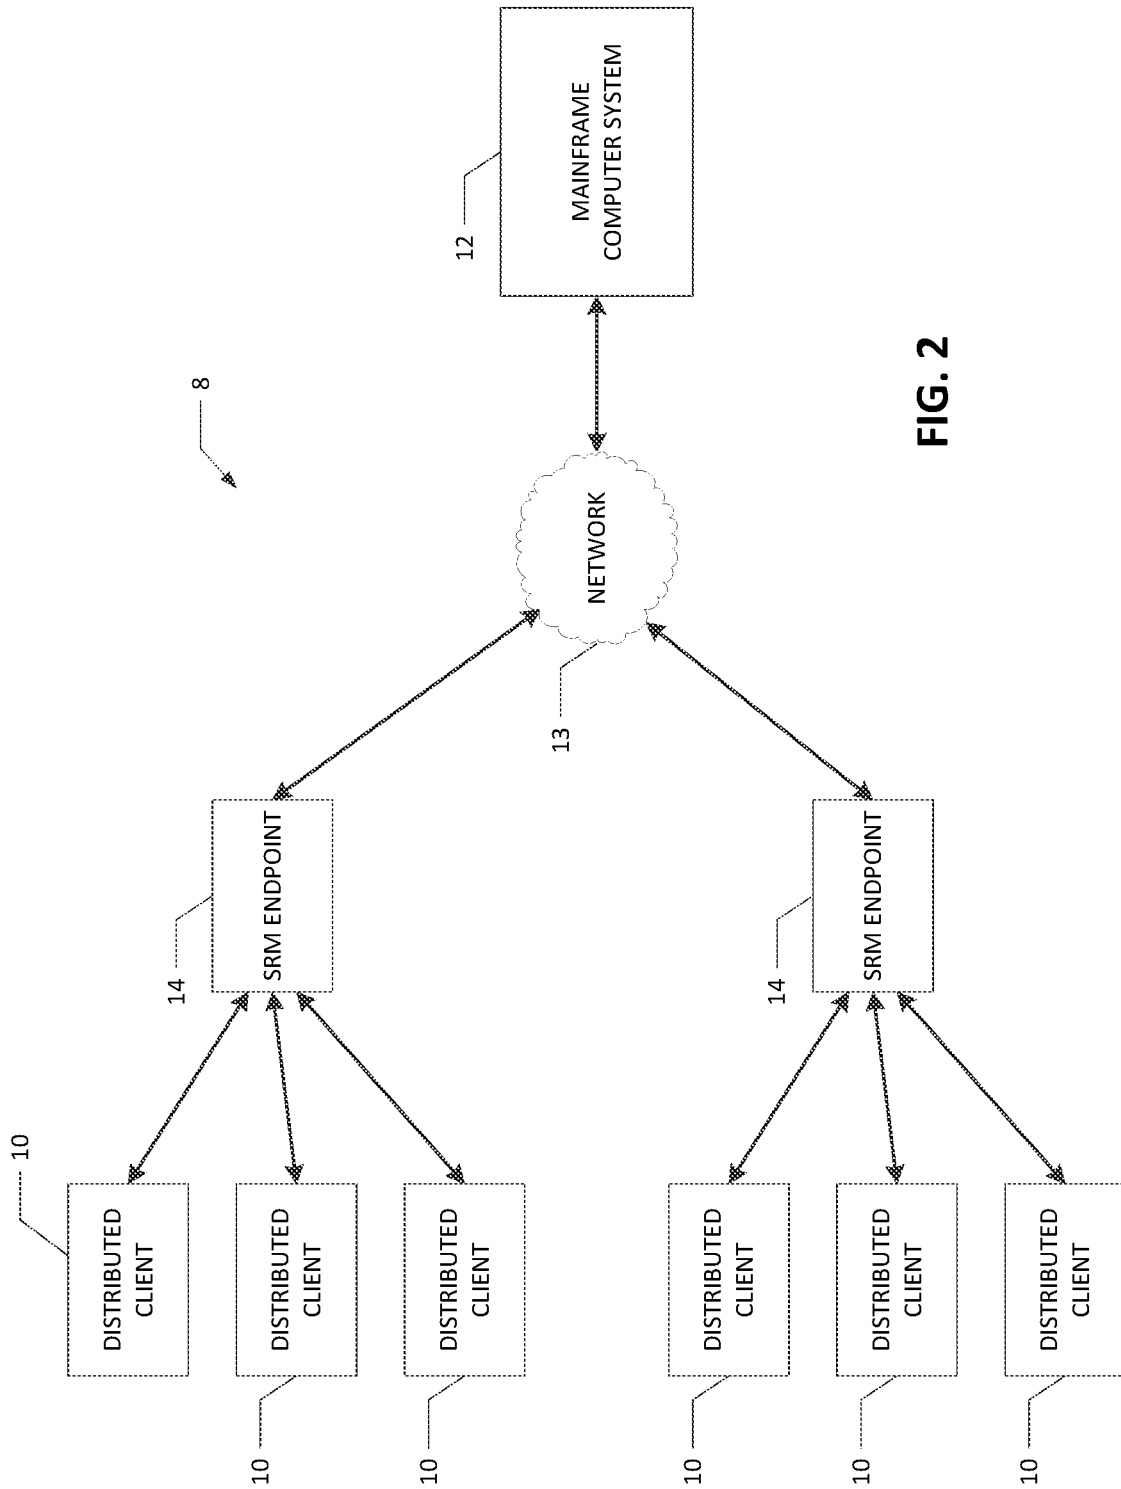 10
DISTRIBUTED
CLIENT
10
DISTRIBUTED
CLIENT
10
DISTRIBUTED
CLIENT
10
DISTRIBUTED
CLIENT
10
DISTRIBUTED
CLIENT
10
DISTRIBUTED
CLIENT
14
SRM ENDPOINT
14
SRM ENDPOINT
13
NETWORK
8
12
MAINFRAME
COMPUTER SYSTEM
FIG. 2